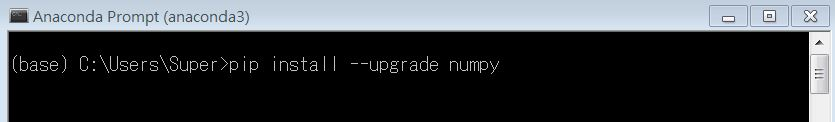 Anaconda Prompt (anaconda3)
(base) C:\Users\Super>pip install --upgrade numpy